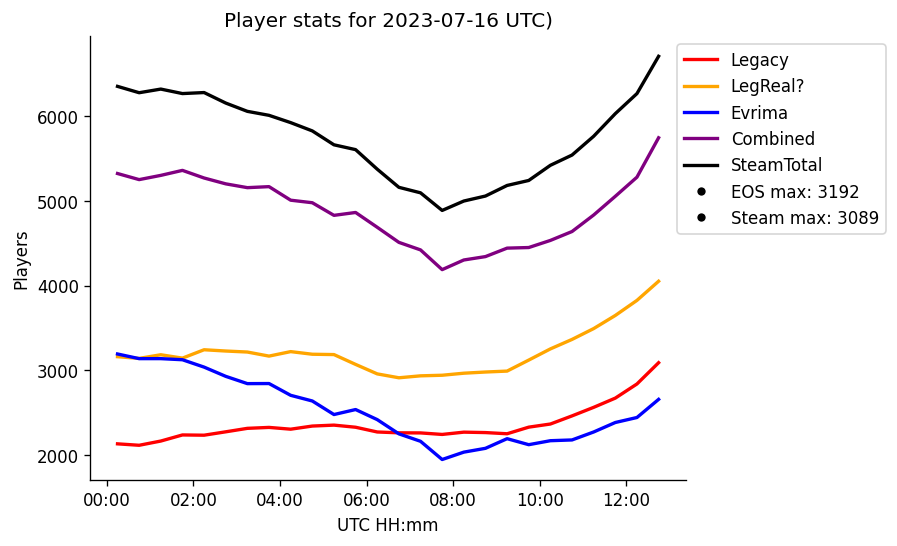 Player stats for 2023-07-16 UTC)
Legacy
LegReal?
Evrima
Combined
SteamTotal
EOS max: 3192
Steam max: 3089
Players
6000
5000
4000
3000
2000
00:00 02:00 04:00 06:00 08:00 10:00 12:00
UTC HH:mm